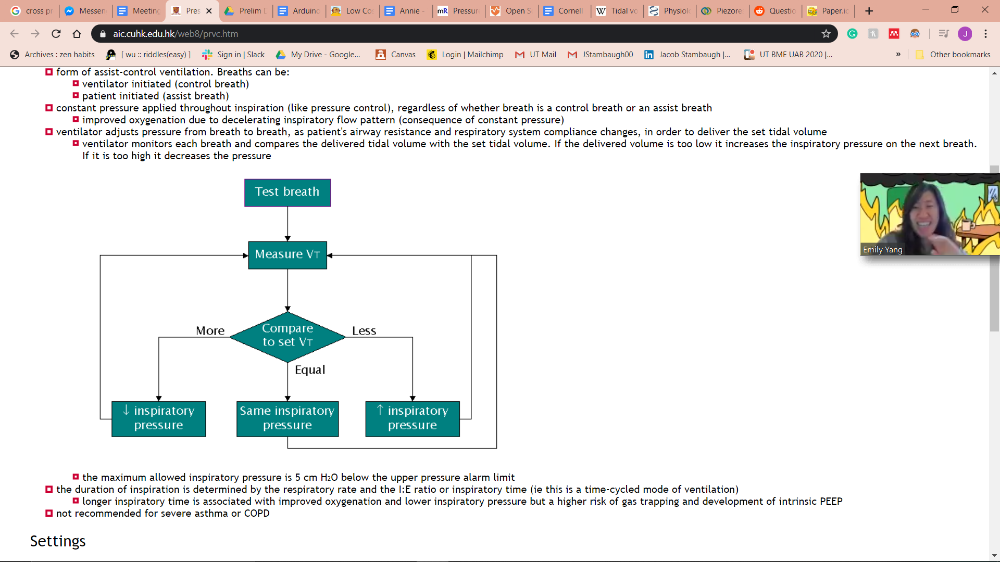 cross pr
Messen
Meeting
Pres
Prelim D
Arduino
Low Co
Annie -
mR Pressur
Open S
Cornell
W Tidal vo
Physiol
Piezore
Questio
Paper.io
aic.cuhk.edu.hk/web8/prvc.htm
J
Archives : zen habits
[ wu :: riddles(easy) ]
Sign in | Slack
My Drive - Google...
Canvas
Login | Mailchimp
UT Mail
JStambaugh00
Jacob Stambaugh |...
UT BME UAB 2020 |...
»
Other bookmarks
form of assist-control ventilation. Breaths can be:
ventilator initiated (control breath)
patient initiated (assist breath)
constant pressure applied throughout inspiration (like pressure control), regardless of whether breath is a control breath or an assist breath
improved oxygenation due to decelerating inspiratory flow pattern (consequence of constant pressure)
ventilator adjusts pressure from breath to breath, as patient's airway resistance and respiratory system compliance changes, in order to deliver the set tidal volume
ventilator monitors each breath and compares the delivered tidal volume with the set tidal volume. If the delivered volume is too low it increases the inspiratory pressure on the next breath.
If it is too high it decreases the pressure
Test breath
Measure VT
More
Compare
to set VT
Less
Equal
↓ inspiratory
pressure
Same inspiratory
pressure
↑ inspiratory
pressure
Emily Yang
the maximum allowed inspiratory pressure is 5 cm H2O below the upper pressure alarm limit
the duration of inspiration is determined by the respiratory rate and the I:E ratio or inspiratory time (ie this is a time-cycled mode of ventilation)
longer inspiratory time is associated with improved oxygenation and lower inspiratory pressure but a higher risk of gas trapping and development of intrinsic PEEP
not recommended for severe asthma or COPD
Settings